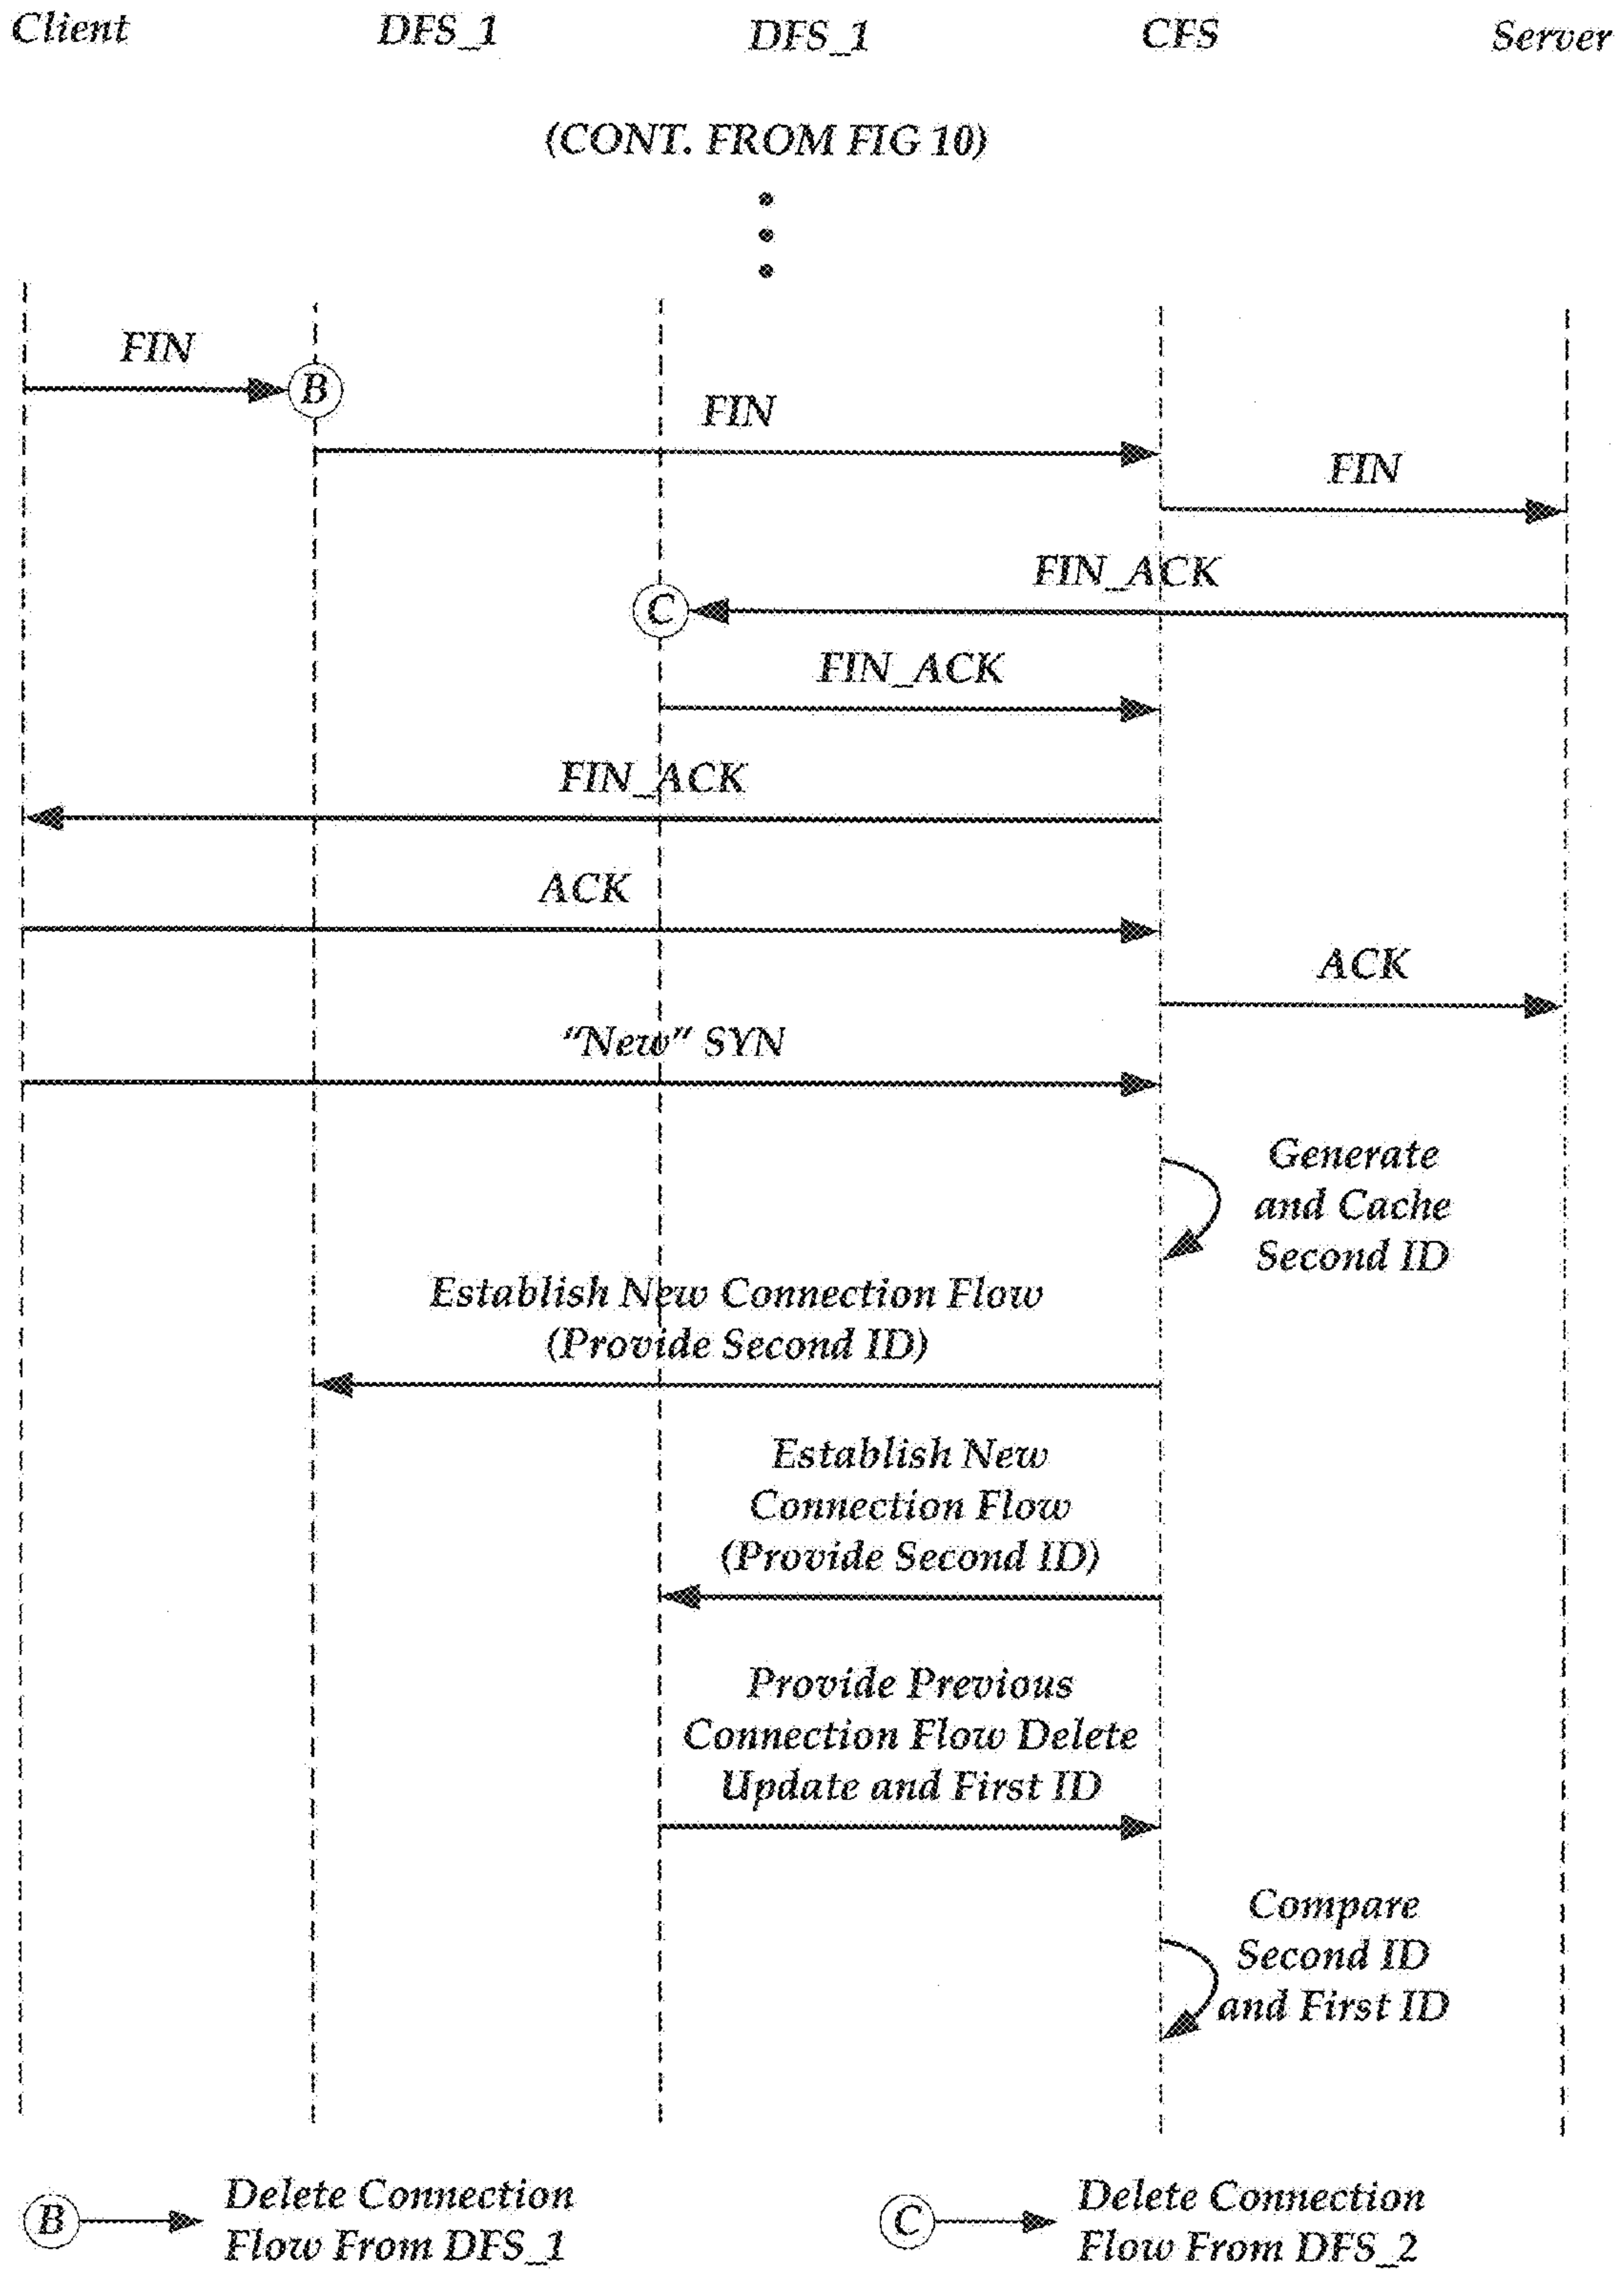 Client DFS_1 DFS_1 CFS Server
(CONT. FROM FIG 10)
FIN
B
FIN
FIN
FIN_ACK
C
FIN_ACK
FIN_ACK
ACK
ACK
“New” SYN
Generate
and Cache
Second ID
Establish New Connection Flow
(Provide Second ID)
Establish New
Connection Flow
(Provide Second ID)
Provide Previous
Connection Flow Delete
Update and First ID
Compare
Second ID
and First ID
B Delete Connection
Flow From DFS_1
C Delete Connection
Flow From DFS_2